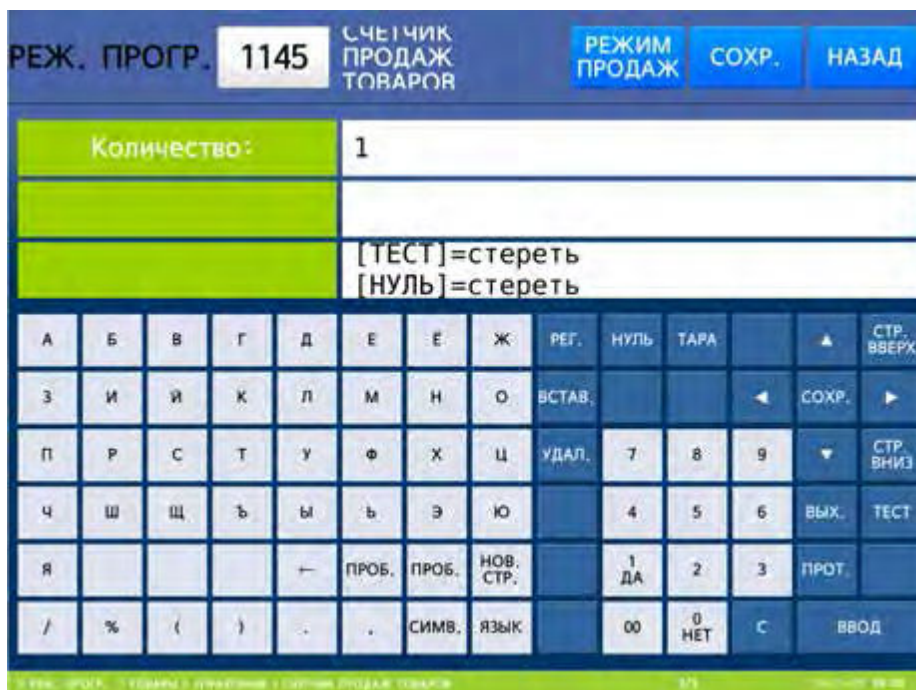 РЕЖ. ПРОГР. 1145
СЧЕТЧИК
ПРОДАЖ
ТОВАРОВ
РЕЖИМ
ПРОДАЖ
СОХР.
НАЗАД
Количество: 1
[ТЕСТ]=стереть
[НУЛЬ]=стереть
А Б В Г Д Е Ё Ж РЕГ. НУЛЬ ТАРА ▲ СТР. ВВЕРХ
З И Й К Л М Н О ВСТАВ. ◀ СОХР. ▶
П Р С Т У Ф Х Ц УДАЛ. 7 8 9 ▼ СТР. ВНИЗ
Ч Ш Щ Ъ Ы Ь Э Ю 4 5 6 ВЫХ. ТЕСТ
Я ← ПРОБ. ПРОБ. НОВ. СТР. 1 ДА 2 3 ПРОТ.
/ % ( ) . , СИМВ. ЯЗЫК 00 0 НЕТ С ВВОД